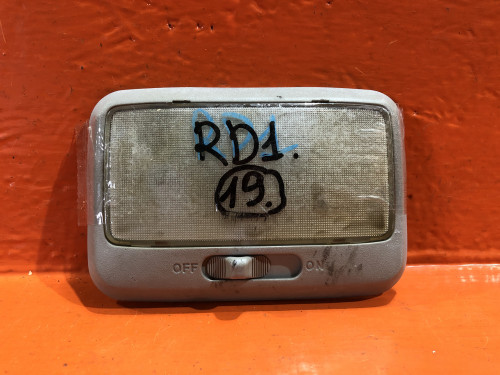 RD1.
19.
OFF ON